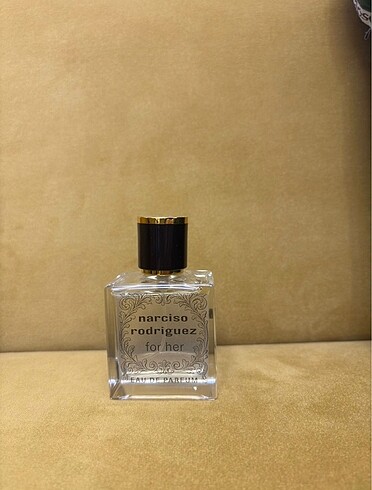 narciso
rodriguez
for her
EAU DE PARFUM